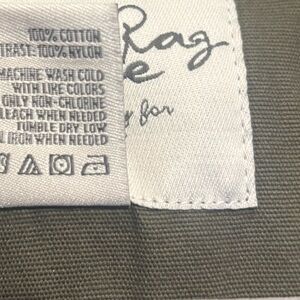 100% COTTON
TRAST: 100% NYLON
MACHINE WASH COLD
WITH LIKE COLORS
ONLY NON-CHLORINE
LEACH WHEN NEEDED
TUMBLE DRY LOW
IRON WHEN NEEDED
Rag
e
for